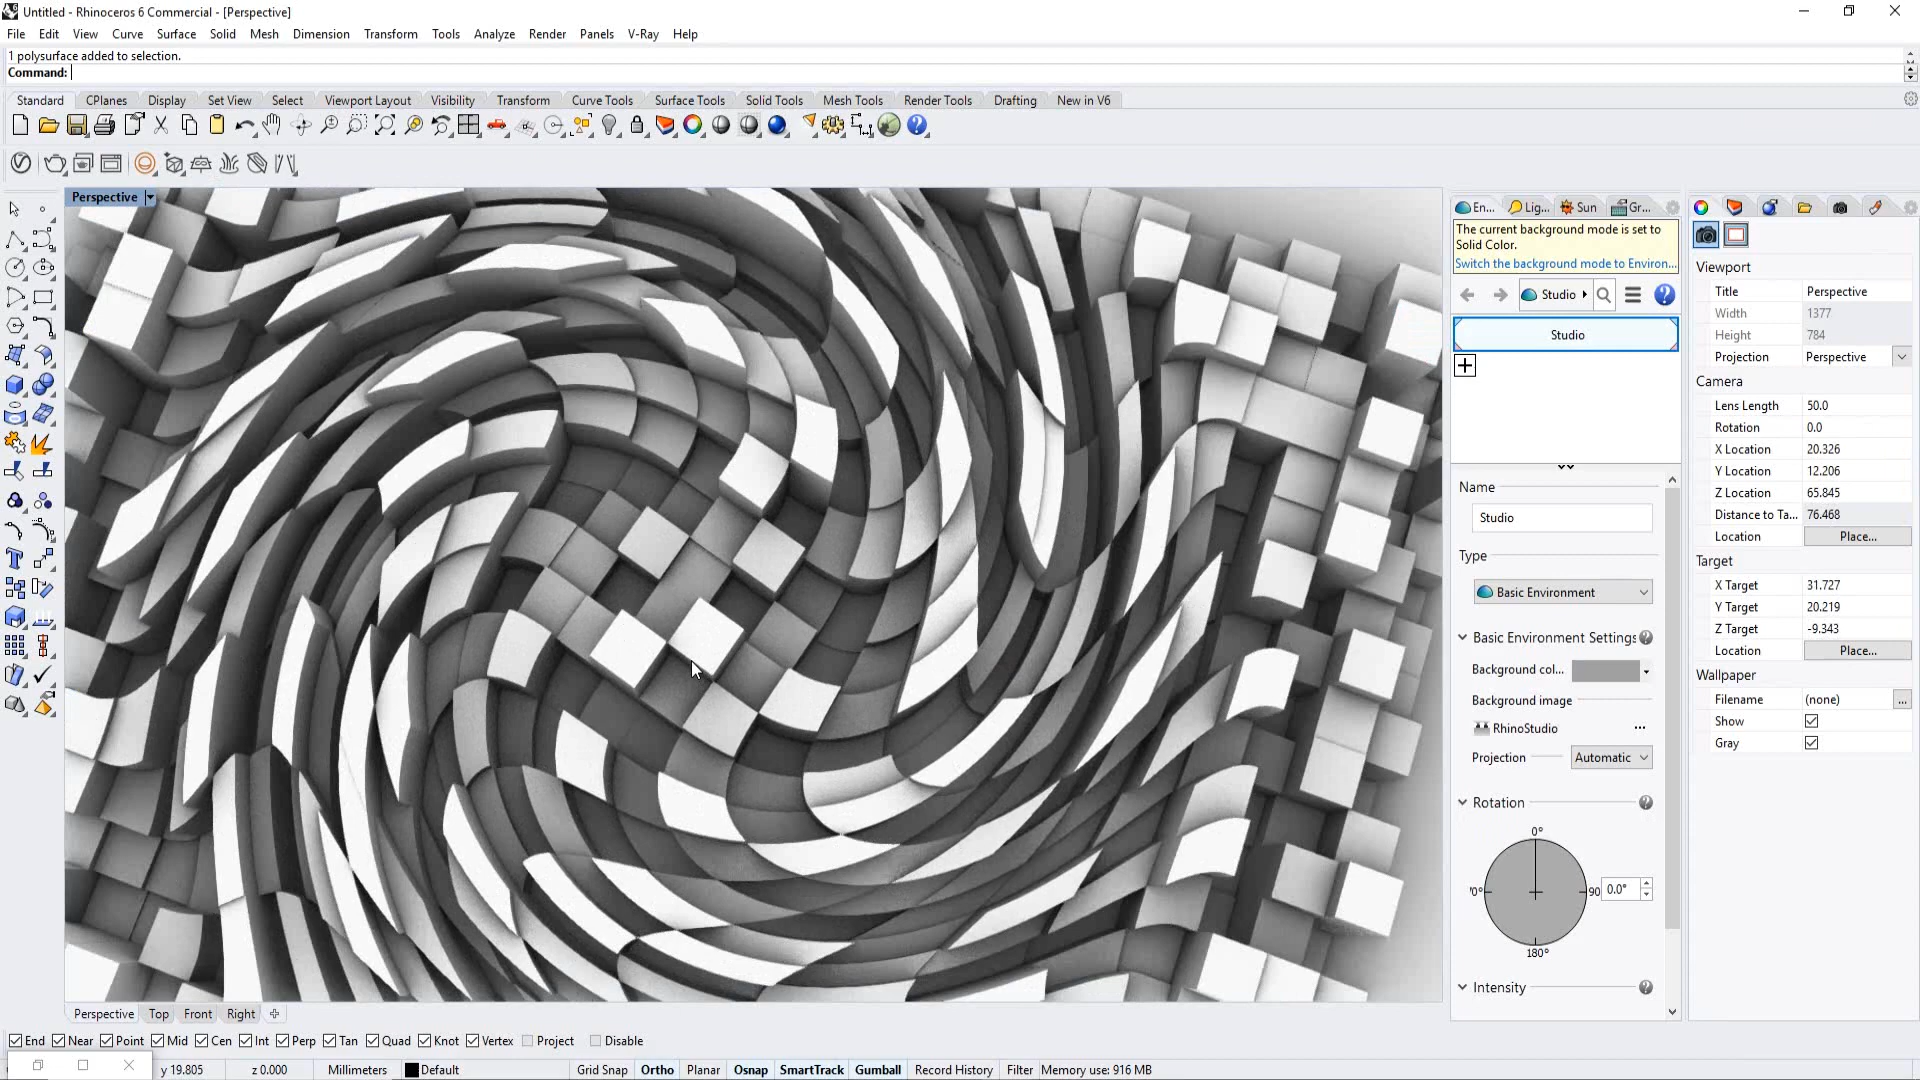 Untitled - Rhinoceros 6 Commercial - [Perspective]
File Edit View Curve Surface Solid Mesh Dimension Transform Tools Analyze Render Panels V-Ray Help
1 polysurface added to selection.
Command:
Standard CPlanes Display Set View Select Viewport Layout Visibility Transform Curve Tools Surface Tools Solid Tools Mesh Tools Render Tools Drafting New in V6
Perspective
En... Lig... Sun Gr...
The current background mode is set to
Solid Color.
Switch the background mode to Environ...
Studio
Studio
Name
Studio
Type
Basic Environment
Basic Environment Settings
Background col...
Background image
RhinoStudio
Projection Automatic
Rotation
0°
'0° 90 0.0°
180°
Intensity
Viewport
Title Perspective
Width 1377
Height 784
Projection Perspective
Camera
Lens Length 50.0
Rotation 0.0
X Location 20.326
Y Location 12.206
Z Location 65.845
Distance to Ta... 76.468
Location Place...
Target
X Target 31.727
Y Target 20.219
Z Target -9.343
Location Place...
Wallpaper
Filename (none) ...
Show
Gray
Perspective Top Front Right
End Near Point Mid Cen Int Perp Tan Quad Knot Vertex Project Disable
y 19.805 z 0.000 Millimeters Default Grid Snap Ortho Planar Osnap SmartTrack Gumball Record History Filter Memory use: 916 MB